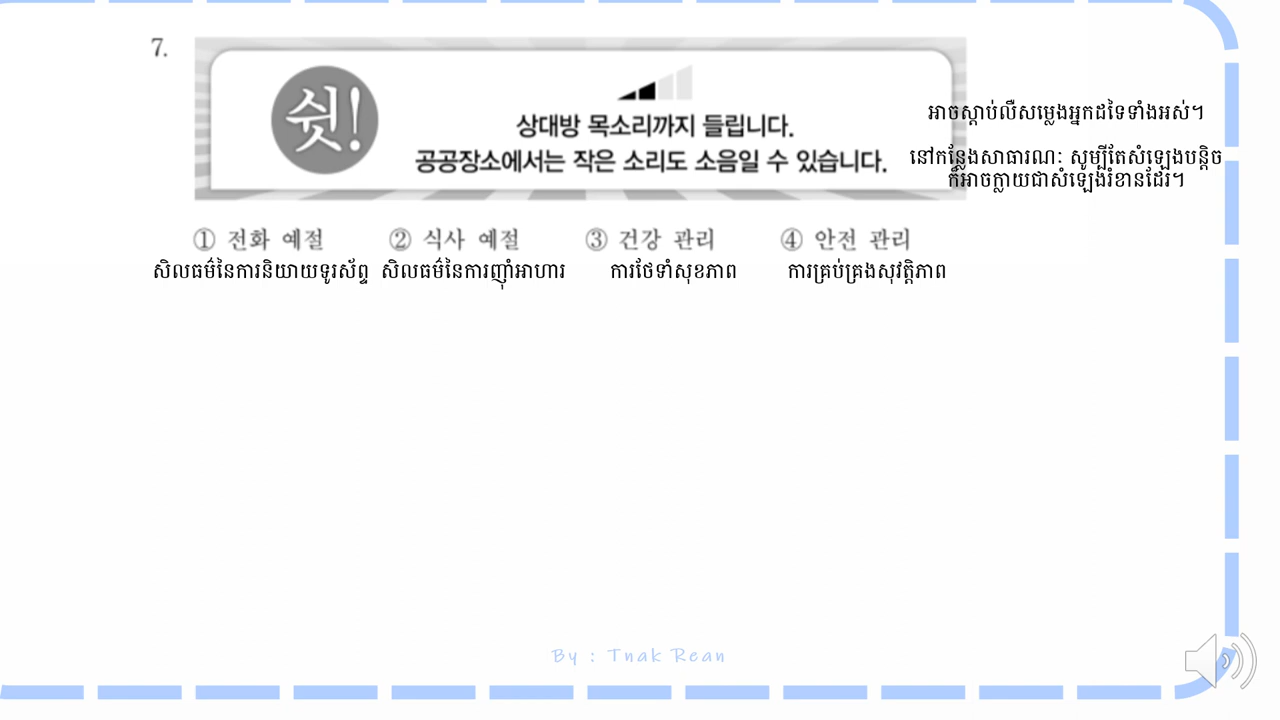 7.
쉿!
상대방 목소리까지 들립니다.
공공장소에서는 작은 소리도 소음일 수 있습니다.
អាចស្ដាប់លឺសម្លេងអ្នកដទៃទាំងអស់។
នៅកន្លែងសាធារណៈ សូម្បីតែសំឡេងបន្តិច
ក៏អាចក្លាយជាសំឡេងរំខានដែរ។
① 전화 예절 ② 식사 예절 ③ 건강 관리 ④ 안전 관리
សិលធម៌នៃការនិយាយទូរស័ព្ទ សិលធម៌នៃការញ៉ាំអាហារ ការថែទាំសុខភាព ការគ្រប់គ្រងសុវត្ថិភាព
By : Tnak Rean